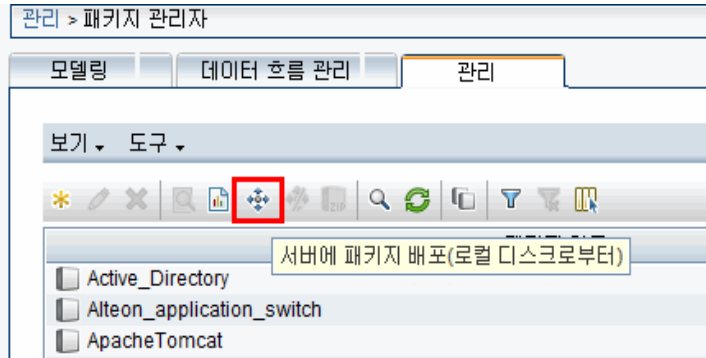 관리 > 패키지 관리자
모델링 데이터 흐름 관리 관리
보기 도구
ZIP
서버에 패키지 배포(로컬 디스크로부터)
Active_Directory
Alteon_application_switch
ApacheTomcat